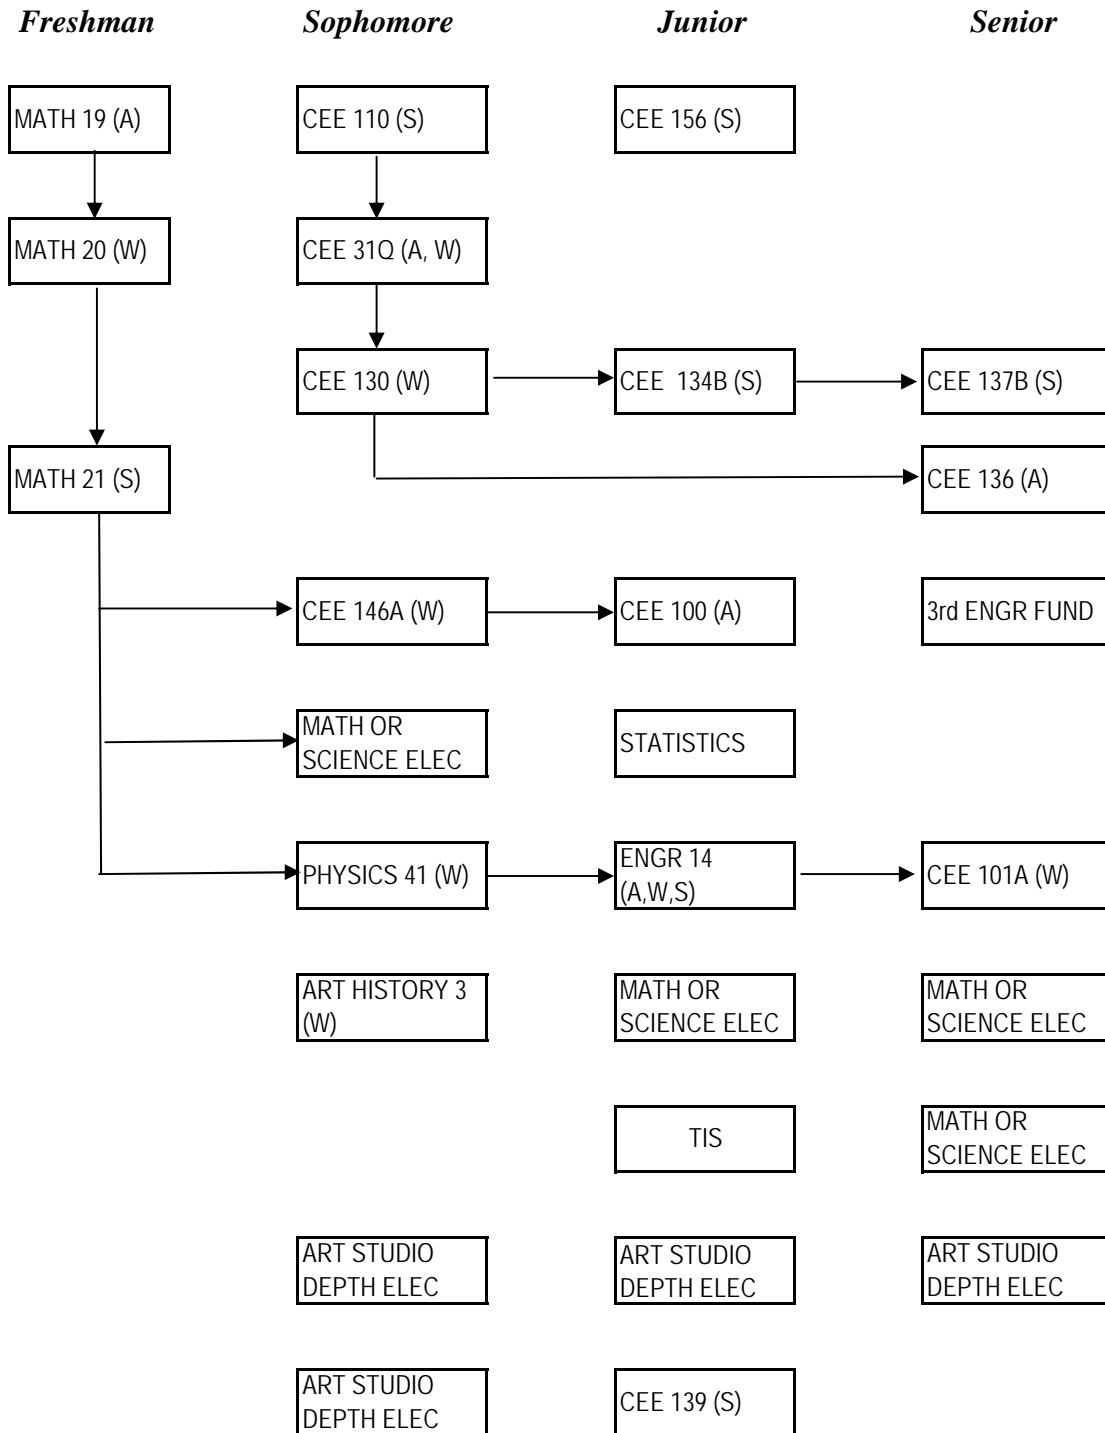 Freshman Sophomore Junior Senior
MATH 19 (A) CEE 110 (S) CEE 156 (S)
MATH 20 (W) CEE 31Q (A, W)
CEE 130 (W) CEE 134B (S) CEE 137B (S)
MATH 21 (S) CEE 136 (A)
CEE 146A (W) CEE 100 (A) 3rd ENGR FUND
MATH OR
SCIENCE ELEC
STATISTICS
PHYSICS 41 (W)
ENGR 14
(A,W,S)
CEE 101A (W)
ART HISTORY 3
(W)
MATH OR
SCIENCE ELEC
MATH OR
SCIENCE ELEC
TIS
MATH OR
SCIENCE ELEC
ART STUDIO
DEPTH ELEC
ART STUDIO
DEPTH ELEC
ART STUDIO
DEPTH ELEC
ART STUDIO
DEPTH ELEC
CEE 139 (S)